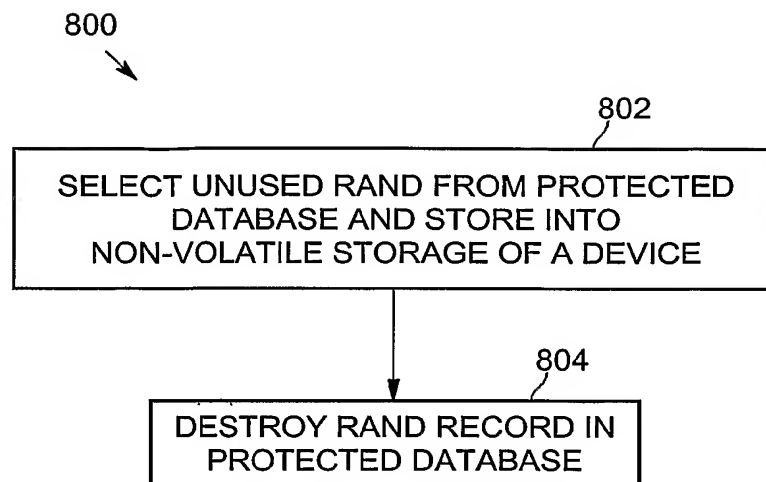 800
802
SELECT UNUSED RAND FROM PROTECTED
DATABASE AND STORE INTO
NON-VOLATILE STORAGE OF A DEVICE
804
DESTROY RAND RECORD IN
PROTECTED DATABASE